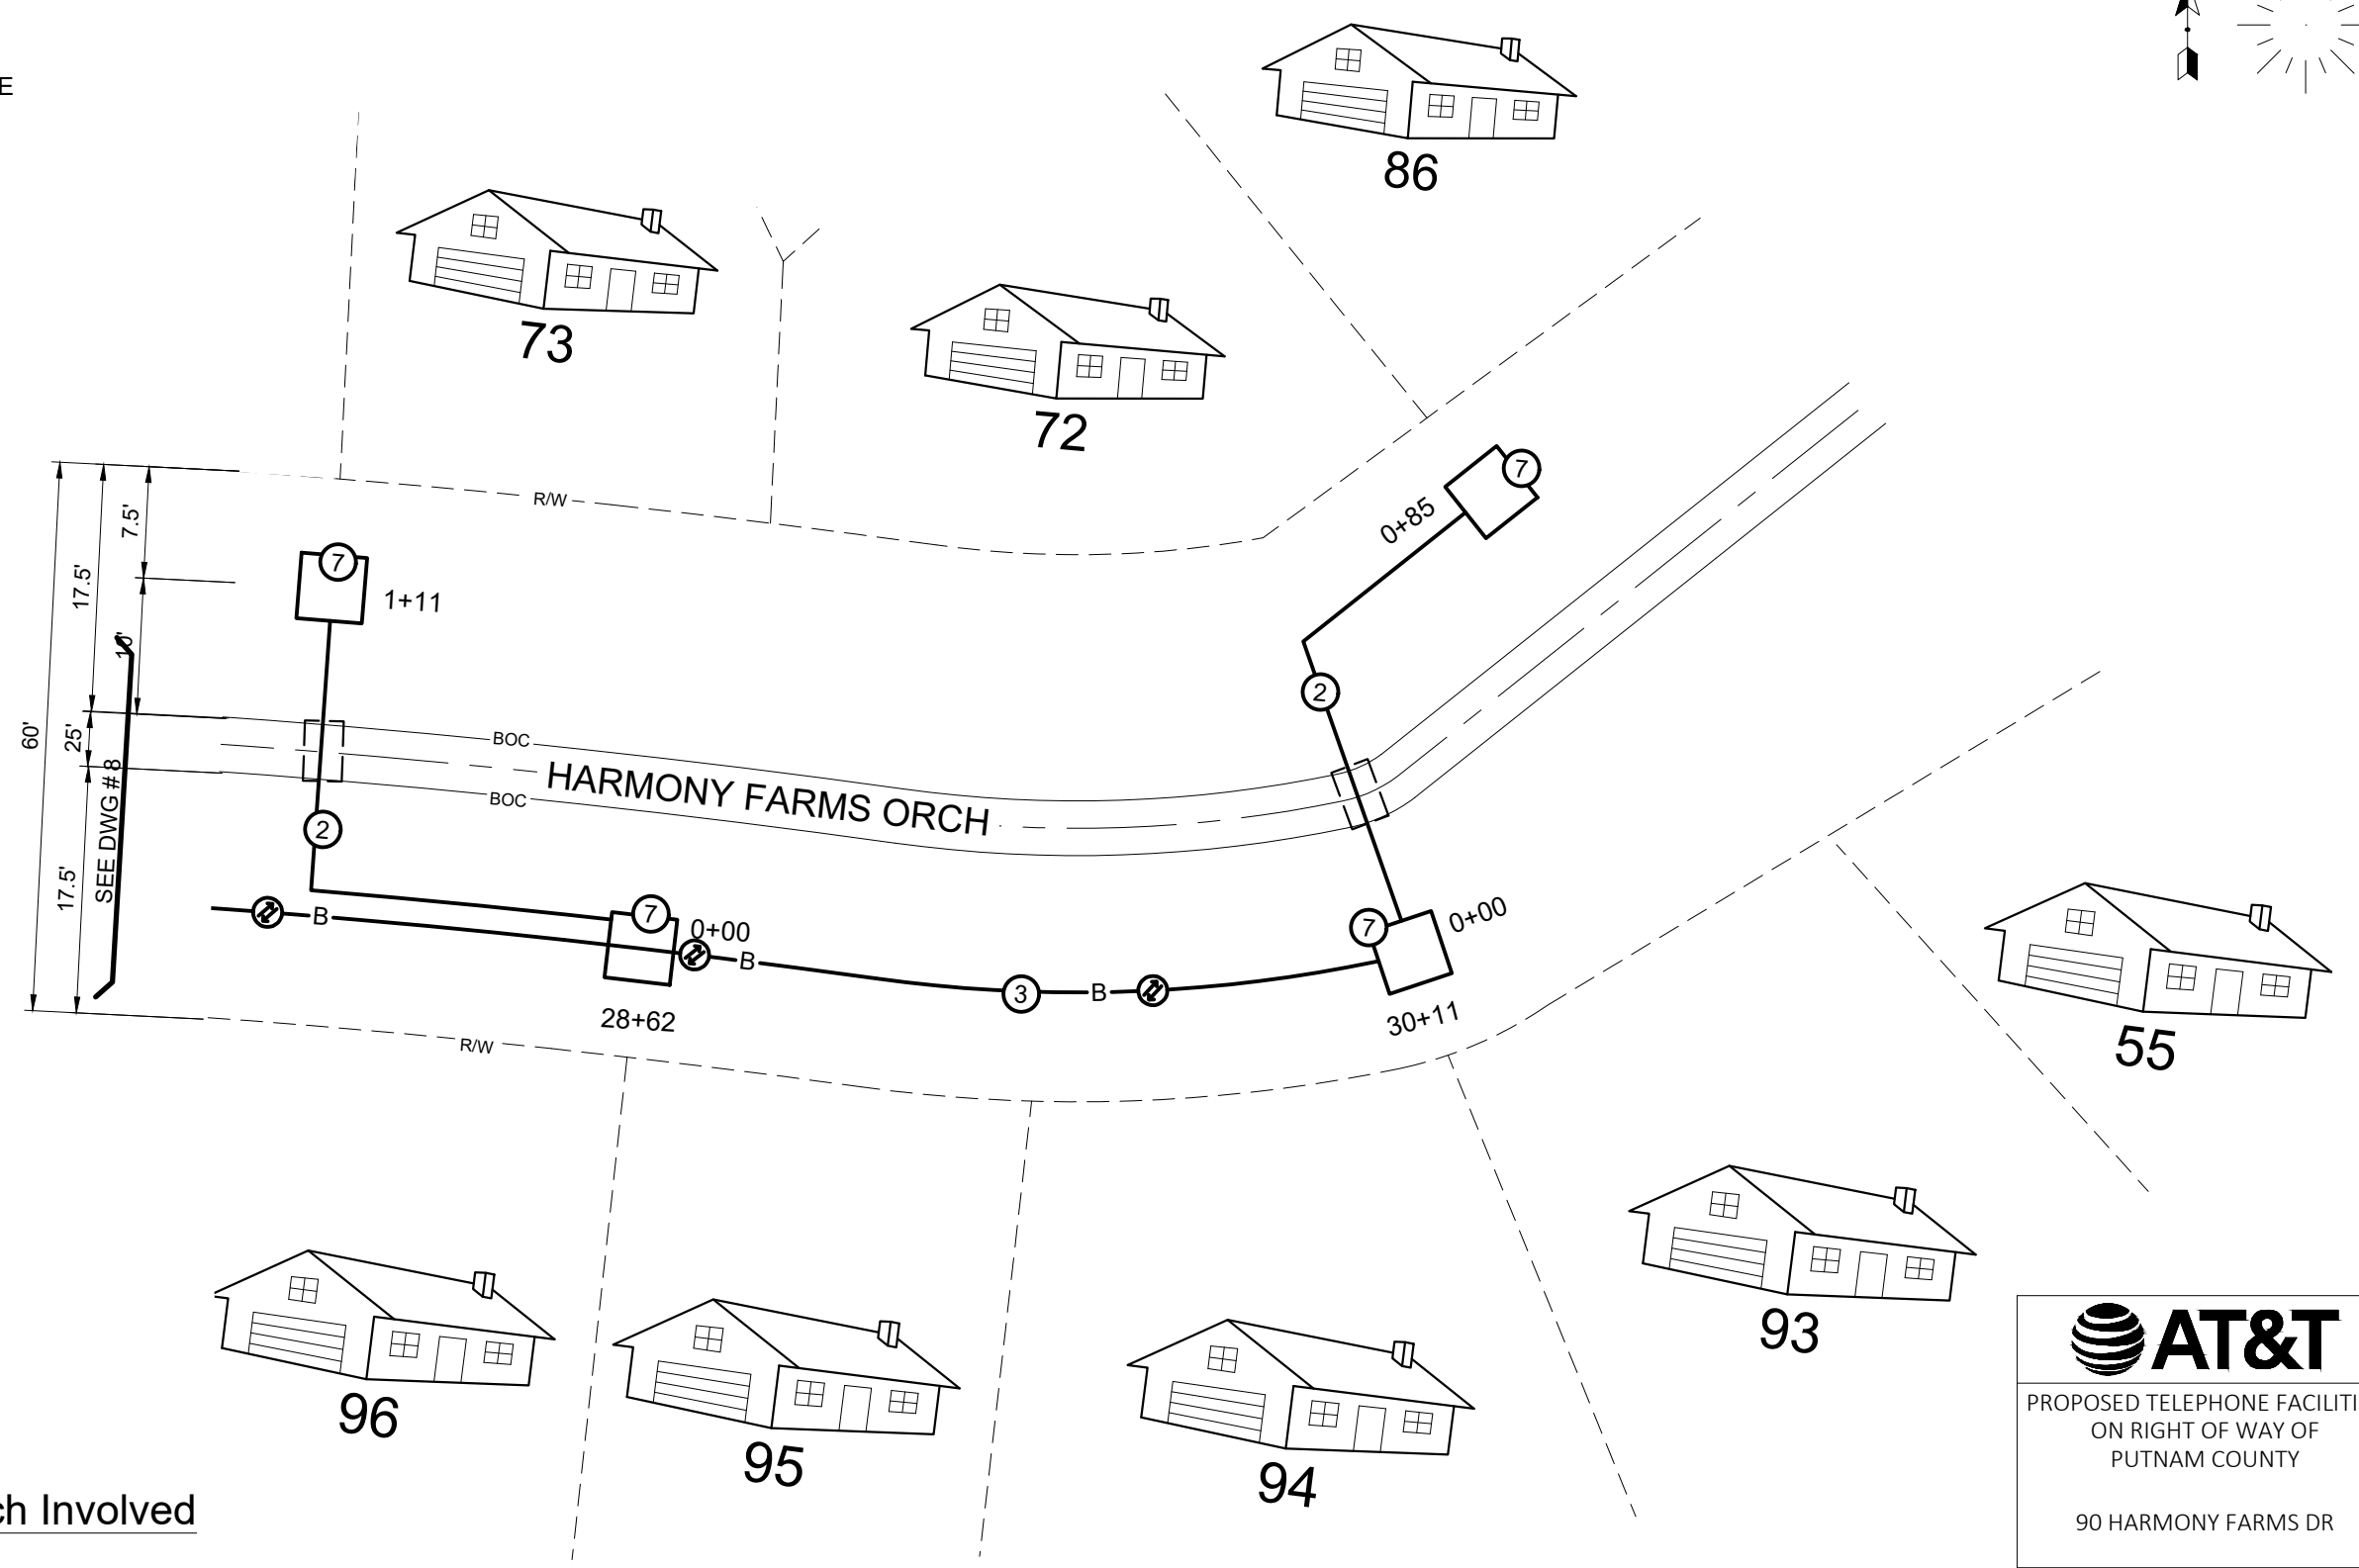 E
86
73
72
R/W
7
0+85
7.5'
17.5'
7
1+11
10'
2
60'
25'
BOC
HARMONY FARMS ORCH
BOC
SEE DWG # 8
2
17.5'
B
7
0+00
B
3
B
7
0+00
28+62
30+11
R/W
55
93
96
95
94
AT&T
PROPOSED TELEPHONE FACILITI
ON RIGHT OF WAY OF
PUTNAM COUNTY
90 HARMONY FARMS DR
ch Involved